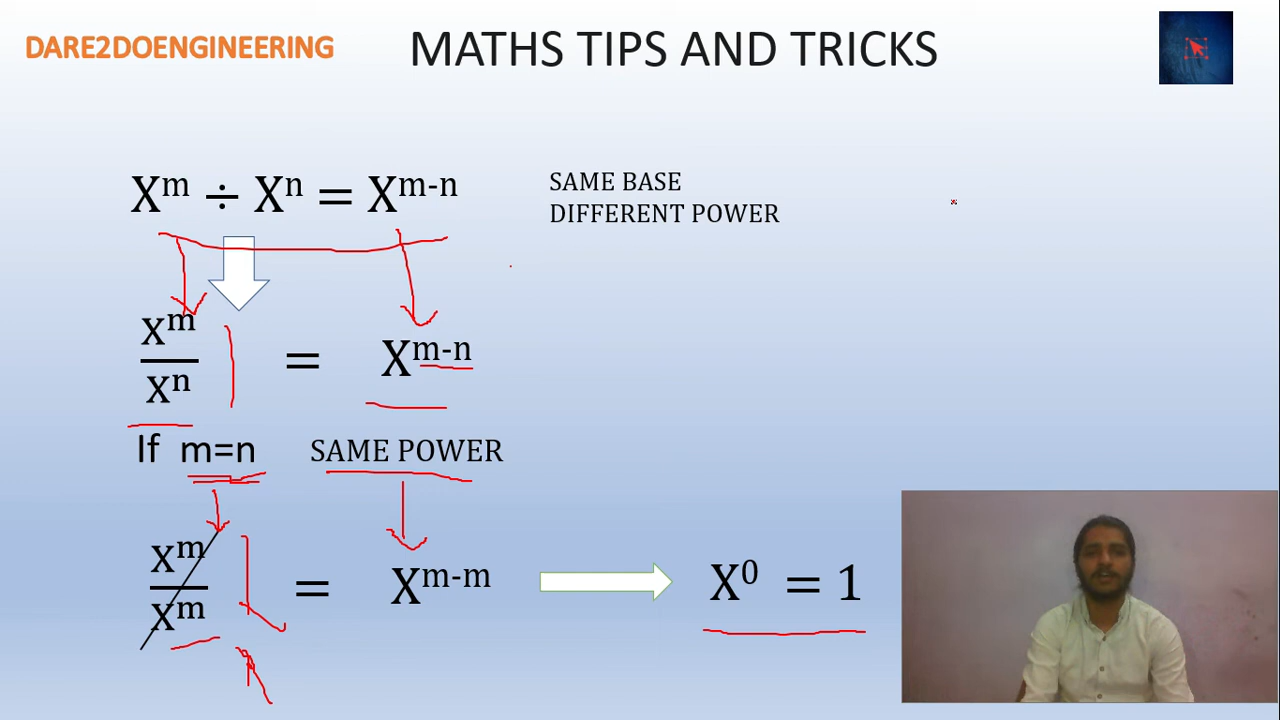 DARE2DOENGINEERING
MATHS TIPS AND TRICKS
X^m ÷ X^n = X^(m-n)
SAME BASE
DIFFERENT POWER
X^m / X^n = X^(m-n)
If m=n SAME POWER
X^m / X^m = X^(m-m)
X^0 = 1